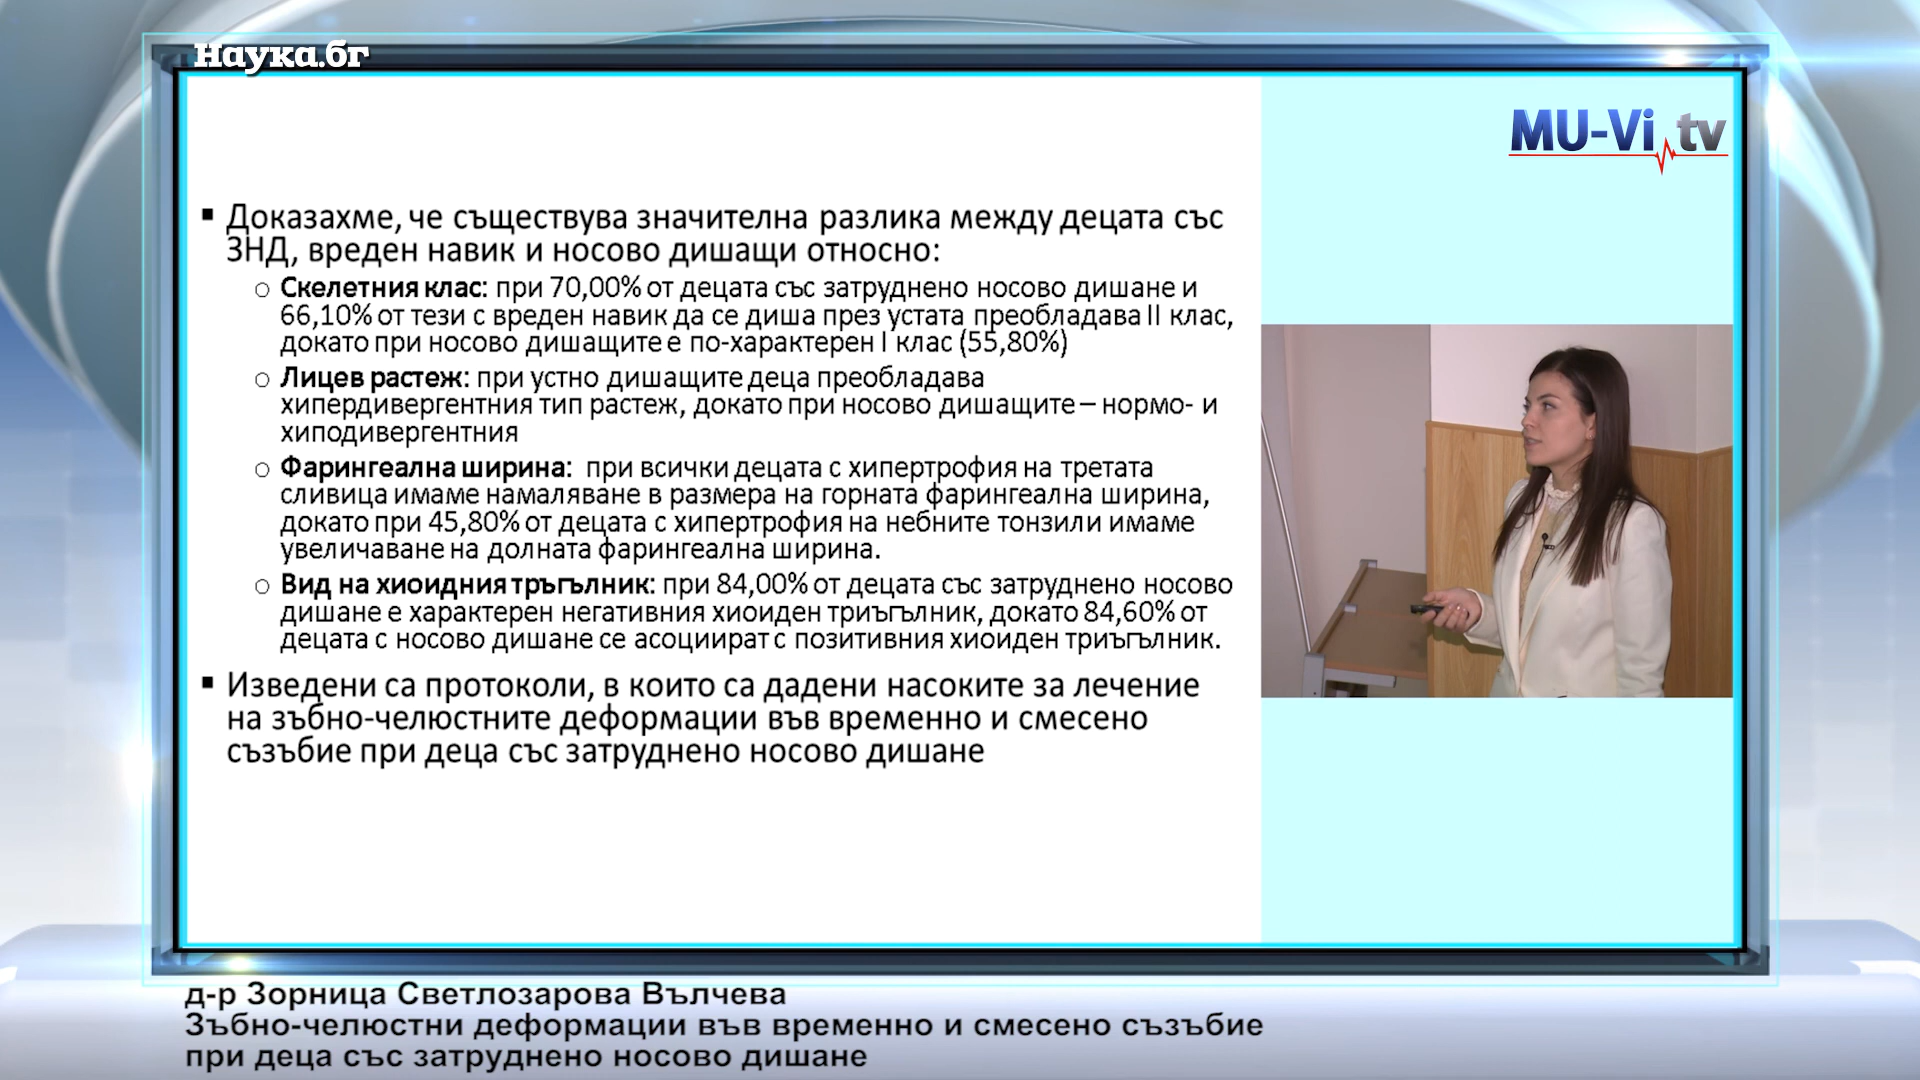 Наука.бг
MU-Vi tv
▪ Доказахме, че съществува значителна разлика между децата със
ЗНД, вреден навик и носово дишащи относно:
o Скелетния клас: при 70,00% от децата със затруднено носово дишане и
66,10% от тези с вреден навик да се диша през устата преобладава II клас,
докато при носово дишащите е по-характерен I клас (55,80%)
o Лицев растеж: при устно дишащите деца преобладава
хипердивергентния тип растеж, докато при носово дишащите – нормо- и
хиподивергентния
o Фарингеална ширина: при всички децата с хипертрофия на третата
сливица имаме намаляване в размера на горната фарингеална ширина,
докато при 45,80% от децата с хипертрофия на небните тонзили имаме
увеличаване на долната фарингеална ширина.
o Вид на хиоидния тръгълник: при 84,00% от децата със затруднено носово
дишане е характерен негативния хиоиден триъгълник, докато 84,60% от
децата с носово дишане се асоциират с позитивния хиоиден триъгълник.
▪ Изведени са протоколи, в които са дадени насоките за лечение
на зъбно-челюстните деформации във временно и смесено
съзъбие при деца със затруднено носово дишане
д-р Зорница Светлозарова Вълчева
Зъбно-челюстни деформации във временно и смесено съзъбие
при деца със затруднено носово дишане